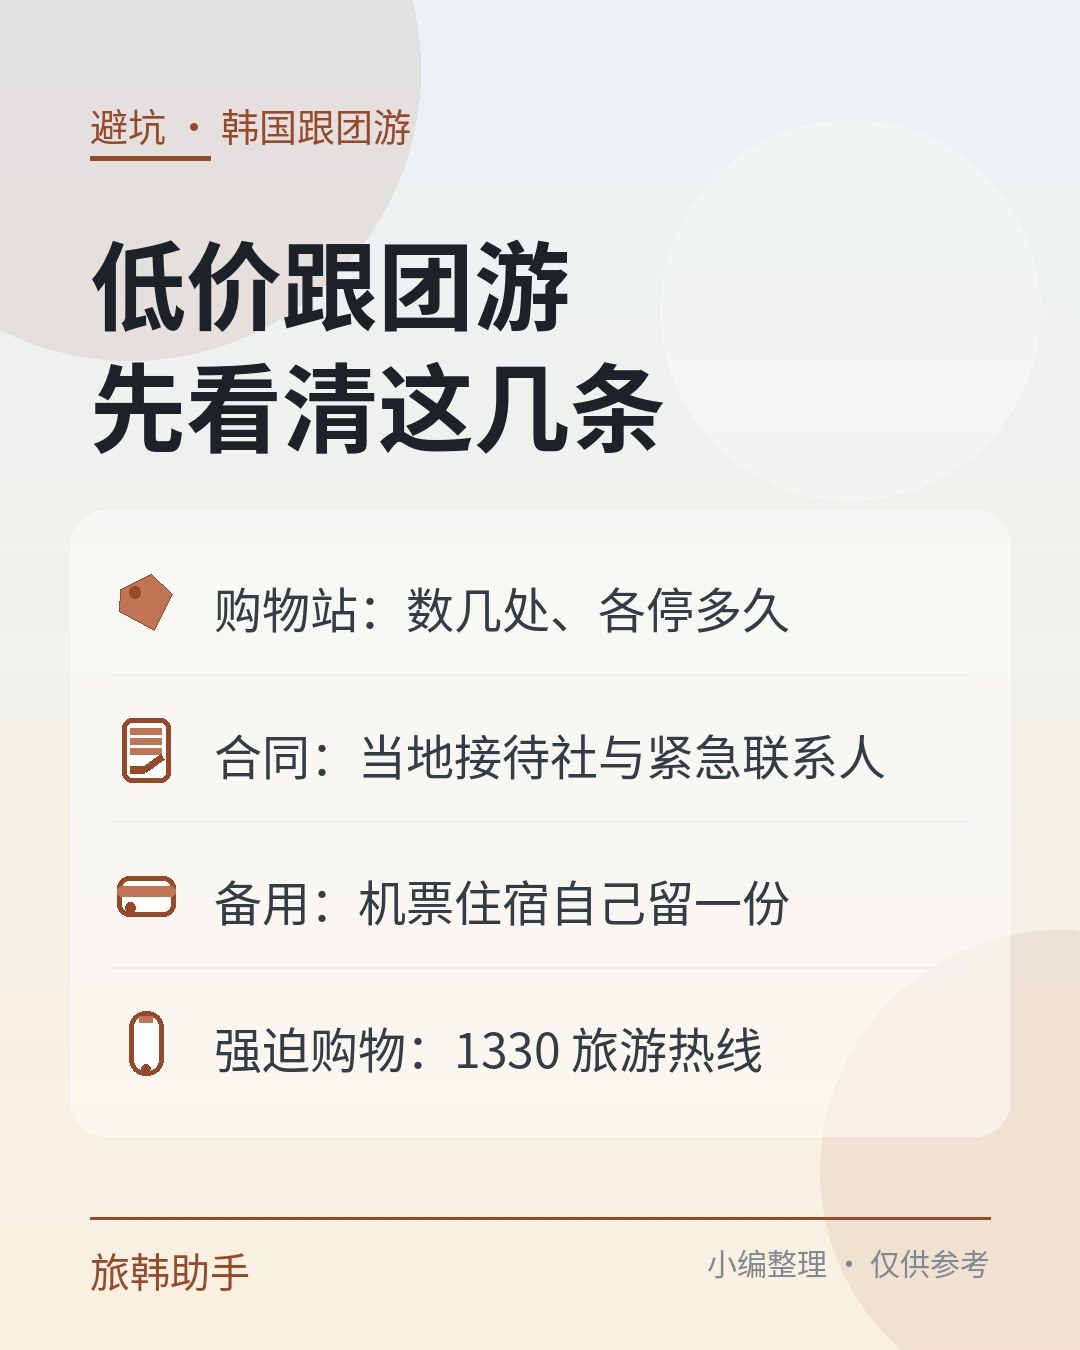 避坑 · 韩国跟团游
低价跟团游
先看清这几条
购物站：数几处、各停多久
合同：当地接待社与紧急联系人
备用：机票住宿自己留一份
强迫购物：1330 旅游热线
旅韩助手
小编整理 · 仅供参考